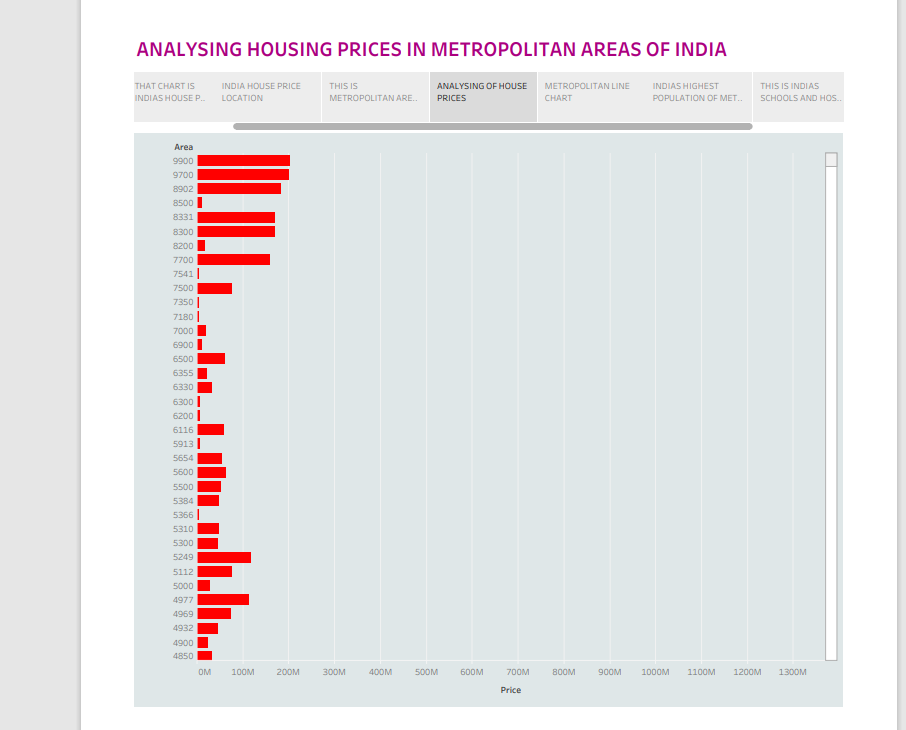 ANALYSING HOUSING PRICES IN METROPOLITAN AREAS OF INDIA
THAT CHART IS
INDIAS HOUSE P..
INDIA HOUSE PRICE
LOCATION
THIS IS
METROPOLITAN ARE..
ANALYSING OF HOUSE
PRICES
METROPOLITAN LINE
CHART
INDIAS HIGHEST
POPULATION OF MET..
THIS IS INDIAS
SCHOOLS AND HOS..
Area
9900
9700
8902
8500
8331
8300
8200
7700
7541
7500
7350
7180
7000
6900
6500
6355
6330
6300
6200
6116
5913
5654
5600
5500
5384
5366
5310
5300
5249
5112
5000
4977
4969
4932
4900
4850
0M 100M 200M 300M 400M 500M 600M 700M 800M 900M 1000M 1100M 1200M 1300M
Price